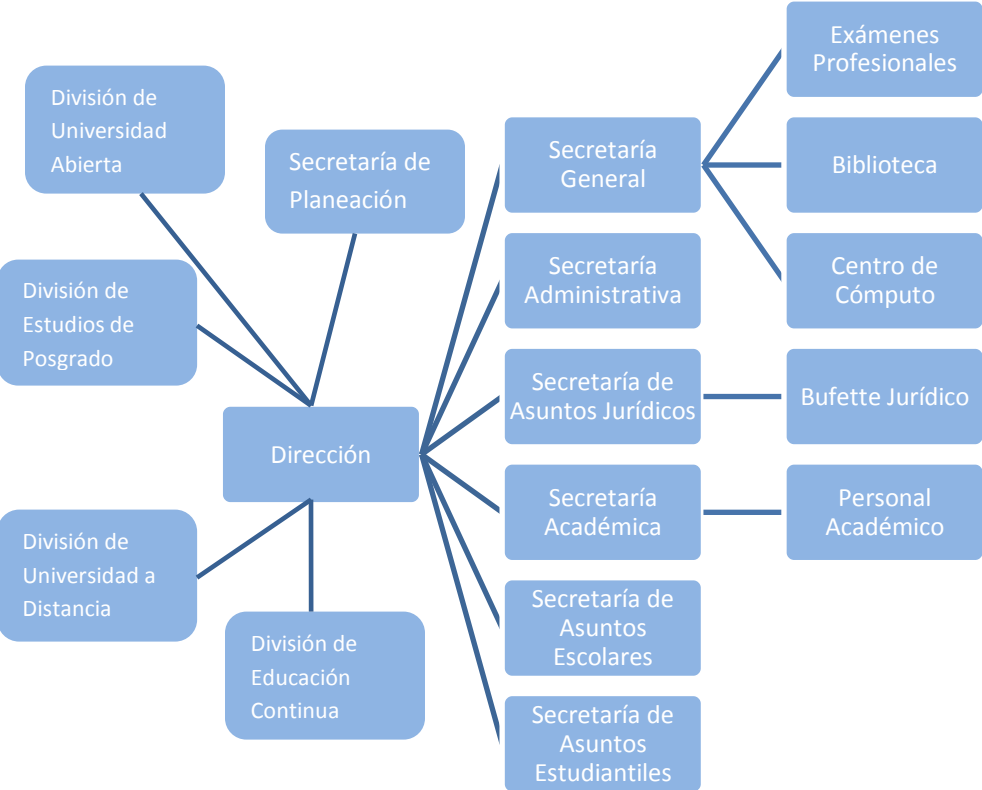 División de
Universidad
Abierta
Secretaría de
Planeación
División de
Estudios de
Posgrado
Dirección
División de
Universidad a
Distancia
División de
Educación
Continua
Secretaría
General
Secretaría
Administrativa
Secretaría de
Asuntos Jurídicos
Secretaría
Académica
Secretaría de
Asuntos
Escolares
Secretaría de
Asuntos
Estudiantiles
Exámenes
Profesionales
Biblioteca
Centro de
Cómputo
Bufette Jurídico
Personal
Académico